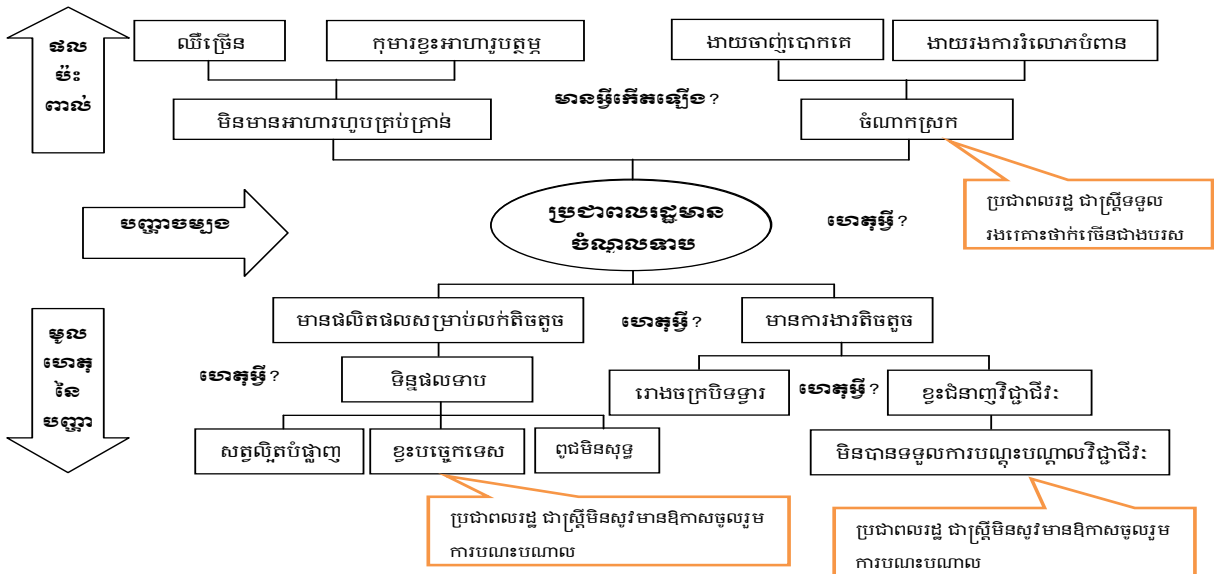 ផល
ប៉ះ
ពាល់
ឈឺច្រើន
កុមារខ្វះអាហារូបត្ថម្ភ
ងាយចាញ់បោកគេ
ងាយរងការរំលោភបំពាន
មានអ្វីកើតឡើង?
មិនមានអាហារហូបគ្រប់គ្រាន់
ចំណាកស្រុក
ប្រជាពលរដ្ឋ ជាស្រ្តីទទួល
រងគ្រោះថាក់ច្រើនជាងបុរស
បញ្ហាចម្បង
ប្រជាពលរដ្ឋមាន
ចំណូលទាប
ហេតុអ្វី?
មូល
ហេតុ
នៃ
បញ្ហា
មានផលិតផលសម្រាប់លក់តិចតួច
ហេតុអ្វី?
មានការងារតិចតួច
ហេតុអ្វី?
ទិន្នផលទាប
រោងចក្របិទទ្វារ
ហេតុអ្វី?
ខ្វះជំនាញវិជ្ជាជីវៈ
សត្វល្អិតបំផ្លាញ
ខ្វះបច្ចេកទេស
ពូជមិនសុទ្ធ
មិនបានទទួលការបណ្តុះបណ្តាលវិជ្ជាជីវៈ
ប្រជាពលរដ្ឋ ជាស្រ្តីមិនសូវមានឱកាសចូលរួម
ការបណ្តុះបណ្តាល
ប្រជាពលរដ្ឋ ជាស្រ្តីមិនសូវមានឱកាសចូលរួម
ការបណ្តុះបណ្តាល